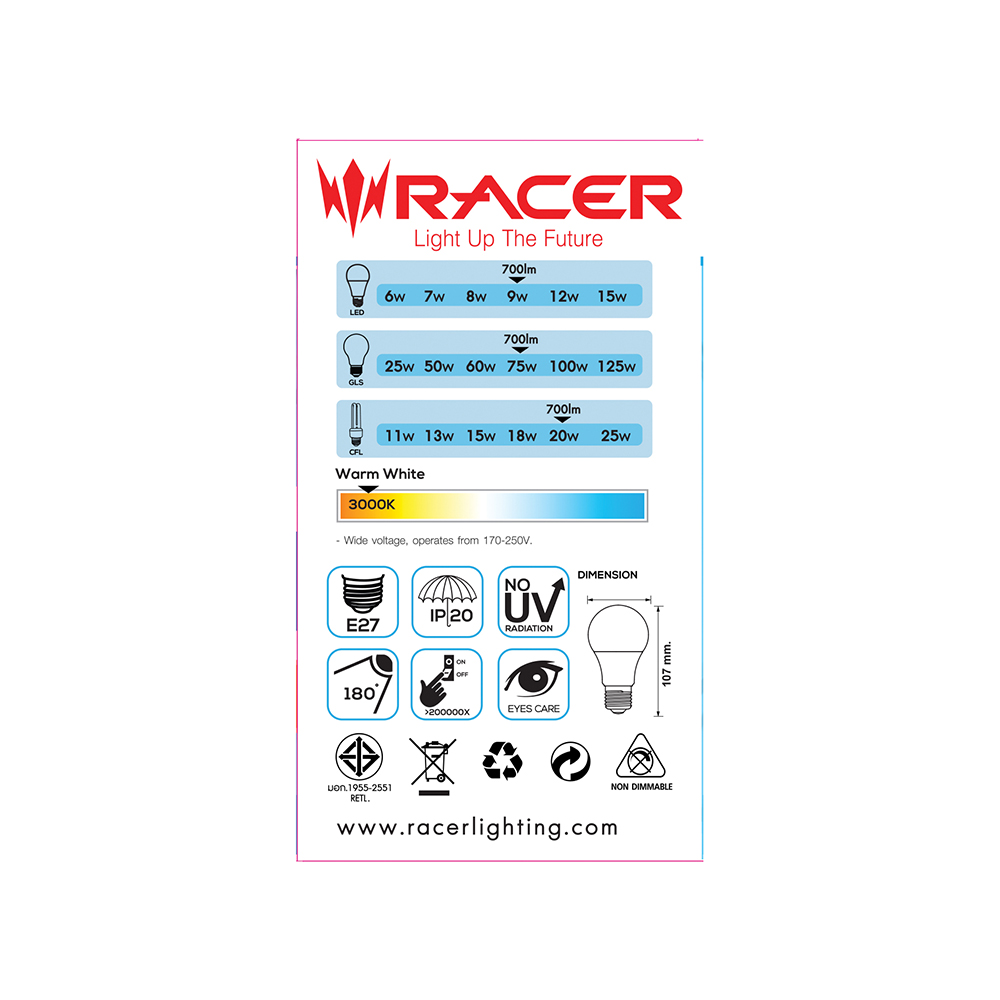 RACER
Light Up The Future
700lm
6w 7w 8w 9w 12w 15w
LED
700lm
25w 50w 60w 75w 100w 125w
GLS
700lm
11w 13w 15w 18w 20w 25w
CFL
Warm White
3000K
- Wide voltage, operates from 170-250V.
E27
IP 20
NO
UV
RADIATION
DIMENSION
107 mm.
180°
ON
OFF
>200000X
EYES CARE
มอก.1955-2551
RETL.
NON DIMMABLE
www.racerlighting.com